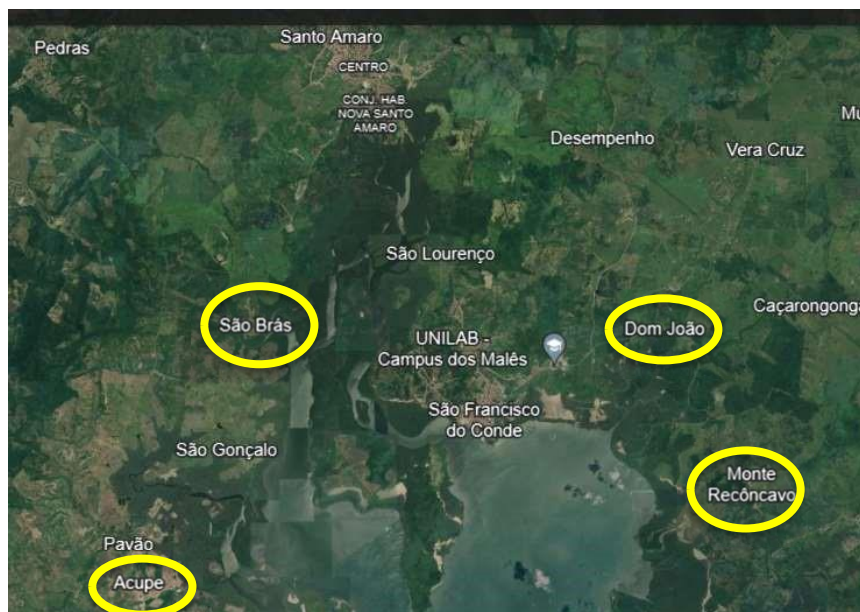 Santo Amaro
Pedras
CENTRO
CONJ. HAB.
NOVA SANTO
AMARO
Desempenho
Vera Cruz
São Lourenço
Caçarongonga
São Brás
Dom João
UNILAB -
Campus dos Malês
São Francisco
do Conde
São Gonçalo
Monte
Recôncavo
Pavão
Acupe